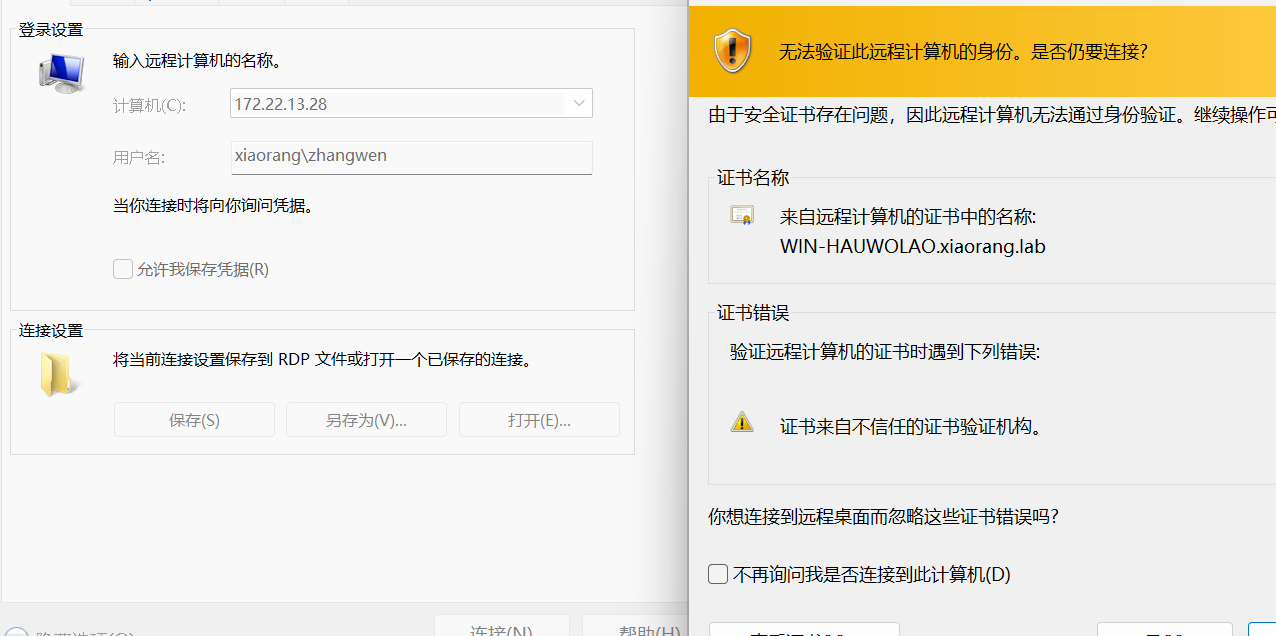 登录设置
输入远程计算机的名称。
计算机(C):
172.22.13.28
用户名:
xiaorang\zhangwen
当你连接时将向你询问凭据。
允许我保存凭据(R)
连接设置
将当前连接设置保存到 RDP 文件或打开一个已保存的连接。
保存(S)
另存为(V)...
打开(E)...
连接(N)
帮助(H)
无法验证此远程计算机的身份。是否仍要连接?
由于安全证书存在问题，因此远程计算机无法通过身份验证。继续操作可
证书名称
来自远程计算机的证书中的名称:
WIN-HAUWOLAO.xiaorang.lab
证书错误
验证远程计算机的证书时遇到下列错误:
证书来自不信任的证书验证机构。
你想连接到远程桌面而忽略这些证书错误吗?
不再询问我是否连接到此计算机(D)